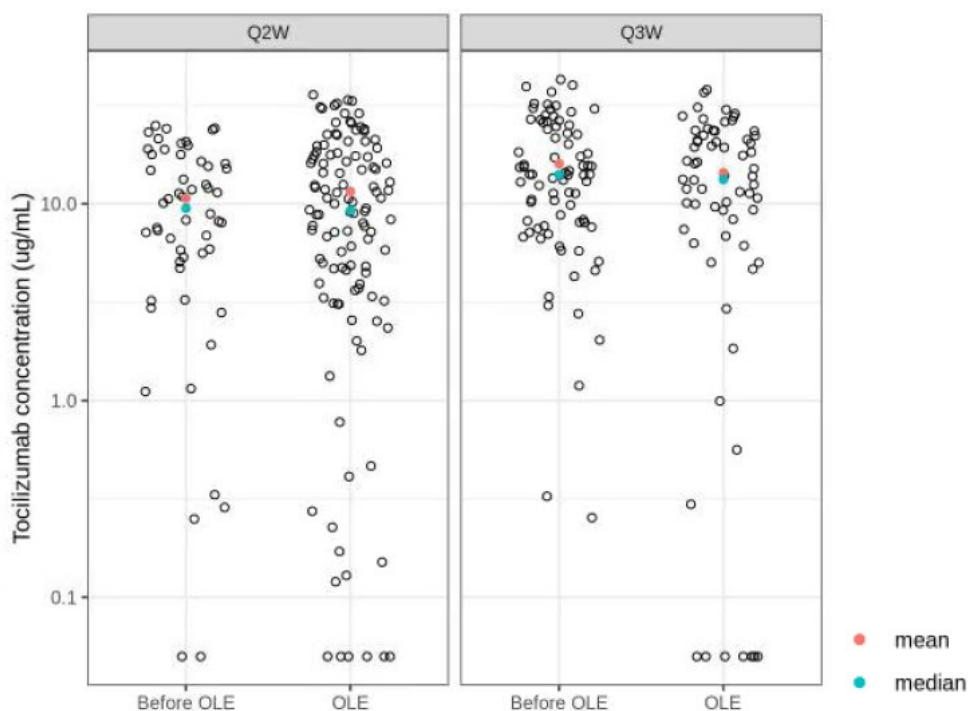 Q2W
Q3W
Tocilizumab concentration (ug/mL)
10.0
1.0
0.1
Before OLE
OLE
Before OLE
OLE
mean
median